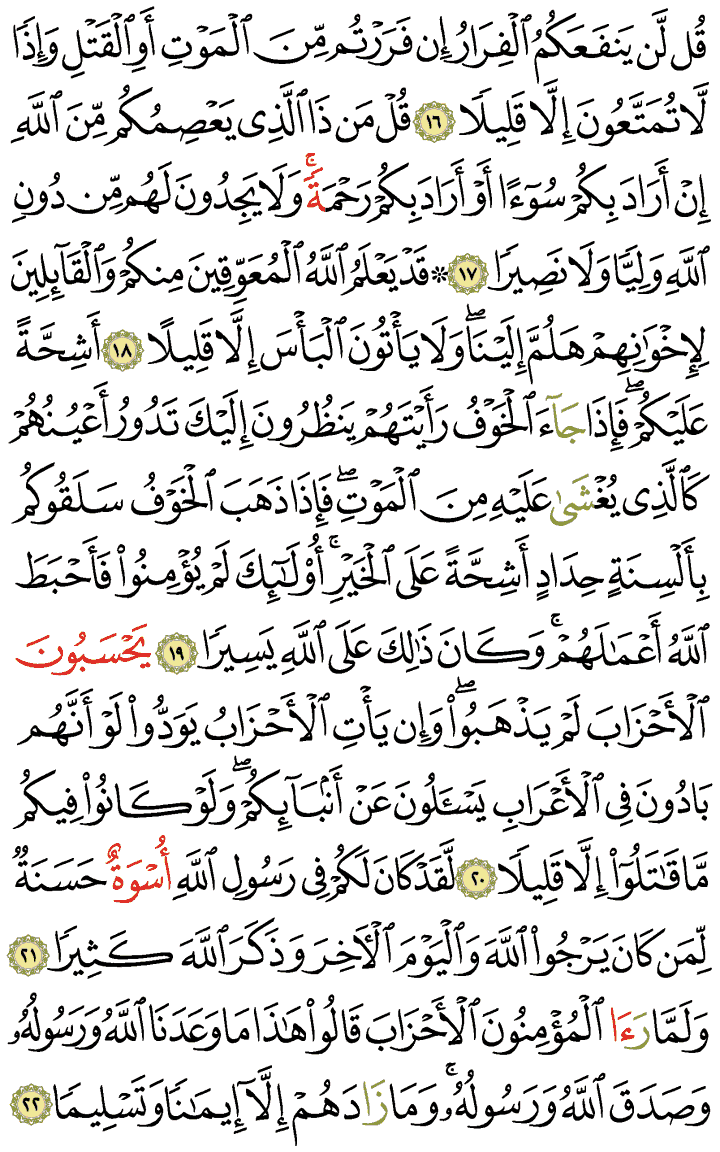 قُل لَّن يَنفَعَكُمُ ٱلْفِرَارُ إِن فَرَرْتُم مِّنَ ٱلْمَوْتِ أَوِ ٱلْقَتْلِ وَإِذًا
لَّا تُمَتَّعُونَ إِلَّا قَلِيلًا ١٦ قُلْ مَن ذَا ٱلَّذِى يَعْصِمُكُم مِّنَ ٱللَّهِ
إِنْ أَرَادَ بِكُمْ سُوٓءًا أَوْ أَرَادَ بِكُمْ رَحْمَةًۚ وَلَا يَجِدُونَ لَهُم مِّن دُونِ
ٱللَّهِ وَلِيًّا وَلَا نَصِيرًا ١٧ * قَدْ يَعْلَمُ ٱللَّهُ ٱلْمُعَوِّقِينَ مِنكُمْ وَٱلْقَآئِلِينَ
لِإِخْوَٰنِهِمْ هَلُمَّ إِلَيْنَاۖ وَلَا يَأْتُونَ ٱلْبَأْسَ إِلَّا قَلِيلًا ١٨ أَشِحَّةً
عَلَيْكُمْۖ فَإِذَا جَآءَ ٱلْخَوْفُ رَأَيْتَهُمْ يَنظُرُونَ إِلَيْكَ تَدُورُ أَعْيُنُهُمْ
كَٱلَّذِى يُغْشَىٰ عَلَيْهِ مِنَ ٱلْمَوْتِۖ فَإِذَا ذَهَبَ ٱلْخَوْفُ سَلَقُوكُم
بِأَلْسِنَةٍ حِدَادٍ أَشِحَّةً عَلَى ٱلْخَيْرِۚ أُو۟لَٰٓئِكَ لَمْ يُؤْمِنُوا۟ فَأَحْبَطَ
ٱللَّهُ أَعْمَٰلَهُمْۚ وَكَانَ ذَٰلِكَ عَلَى ٱللَّهِ يَسِيرًا ١٩ يَحْسَبُونَ
ٱلْأَحْزَابَ لَمْ يَذْهَبُوا۟ۖ وَإِن يَأْتِ ٱلْأَحْزَابُ يَوَدُّوا۟ لَوْ أَنَّهُم
بَادُونَ فِى ٱلْأَعْرَابِ يَسْـَٔلُونَ عَنْ أَنۢبَآئِكُمْۖ وَلَوْ كَانُوا۟ فِيكُم
مَّا قَٰتَلُوٓا۟ إِلَّا قَلِيلًا ٢٠ لَّقَدْ كَانَ لَكُمْ فِى رَسُولِ ٱللَّهِ أُسْوَةٌ حَسَنَةٌ
لِّمَن كَانَ يَرْجُوا۟ ٱللَّهَ وَٱلْيَوْمَ ٱلْـَٔاخِرَ وَذَكَرَ ٱللَّهَ كَثِيرًا ٢١
وَلَمَّا رَءَا ٱلْمُؤْمِنُونَ ٱلْأَحْزَابَ قَالُوا۟ هَٰذَا مَا وَعَدَنَا ٱللَّهُ وَرَسُولُهُۥ
وَصَدَقَ ٱللَّهُ وَرَسُولُهُۥۚ وَمَا زَادَهُمْ إِلَّآ إِيمَٰنًا وَتَسْلِيمًا ٢٢